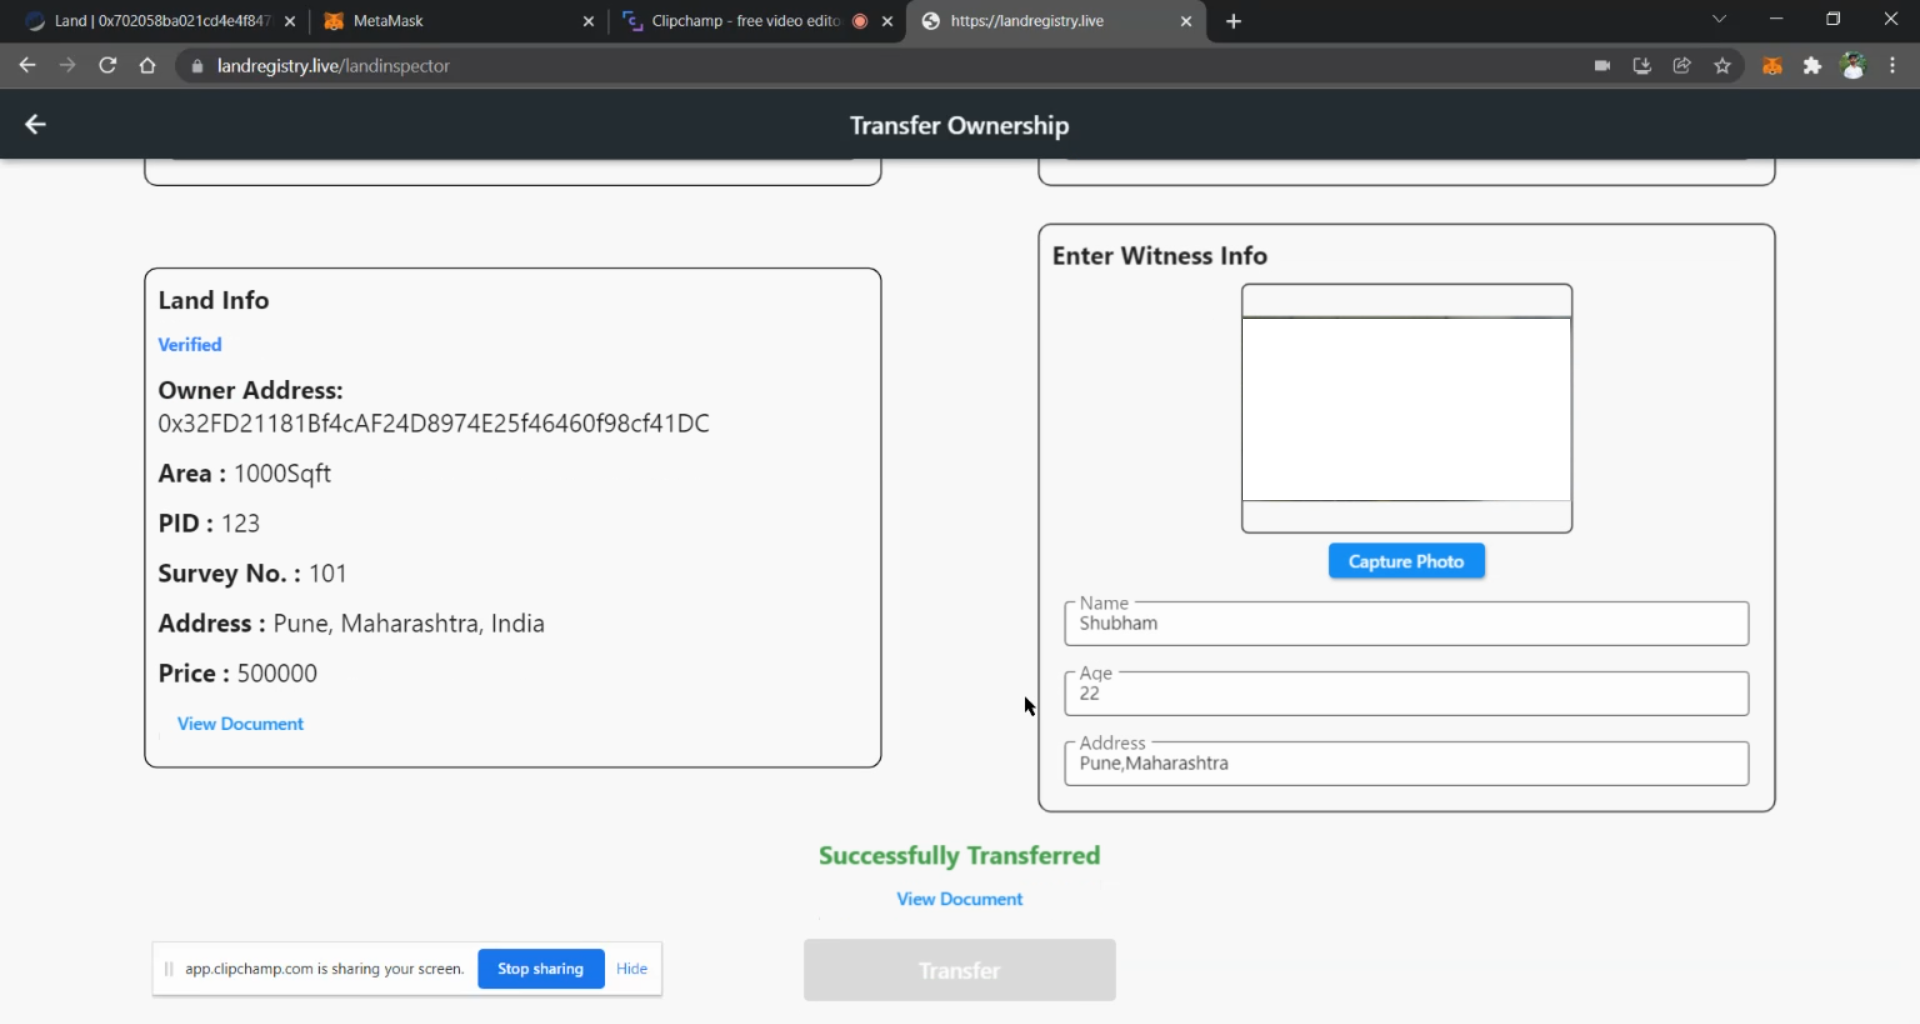 Land | 0x702058ba021cd4e4f847
MetaMask
Clipchamp - free video edito
https://landregistry.live
landregistry.live/landinspector
Transfer Ownership
Land Info
Verified
Owner Address:
0x32FD21181Bf4cAF24D8974E25f46460f98cf41DC
Area : 1000Sqft
PID : 123
Survey No. : 101
Address : Pune, Maharashtra, India
Price : 500000
View Document
Enter Witness Info
Capture Photo
Name
Shubham
Age
22
Address
Pune,Maharashtra
Successfully Transferred
View Document
app.clipchamp.com is sharing your screen.
Stop sharing
Hide
Transfer